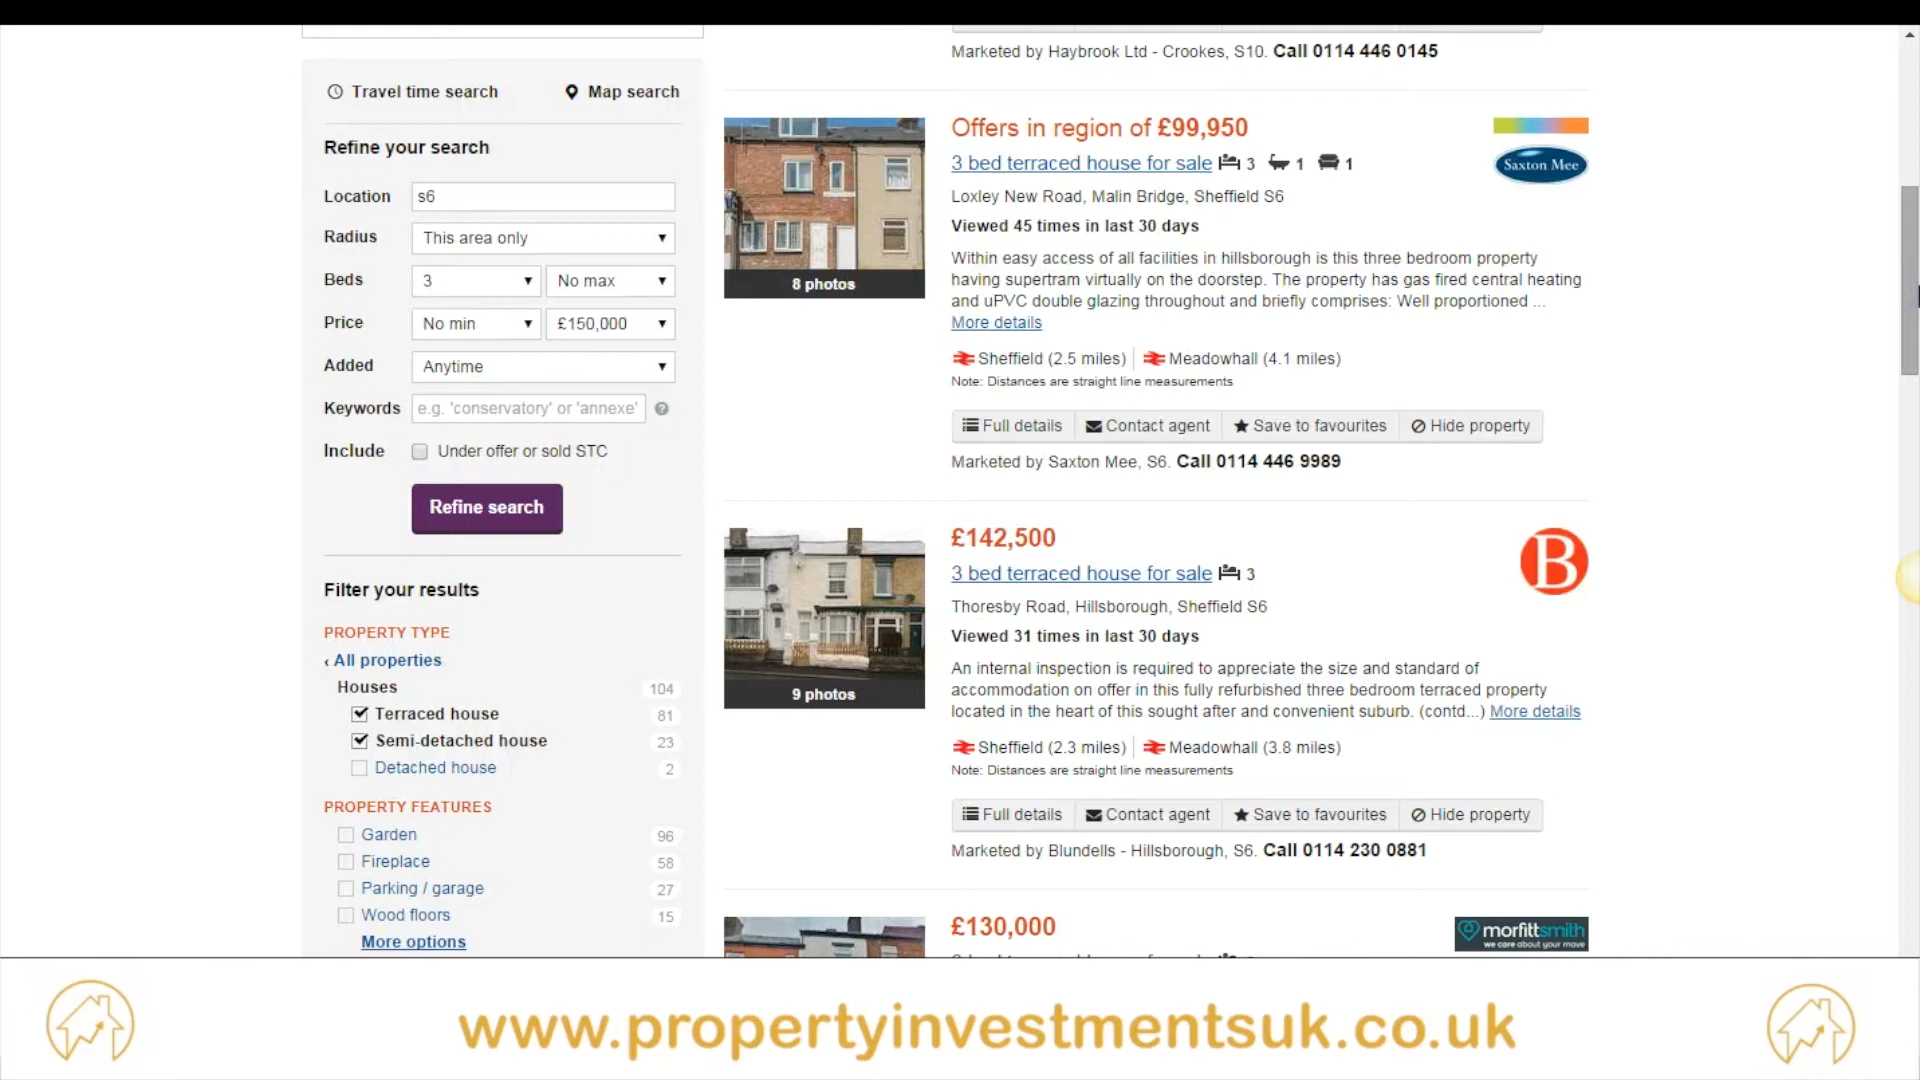 Travel time search
Map search
Refine your search
Location s6
Radius This area only
Beds 3 No max
Price No min £150,000
Added Anytime
Keywords e.g. 'conservatory' or 'annexe'
Include Under offer or sold STC
Refine search
Filter your results
PROPERTY TYPE
‹ All properties
Houses 104
Terraced house 81
Semi-detached house 23
Detached house 2
PROPERTY FEATURES
Garden 96
Fireplace 58
Parking / garage 27
Wood floors 15
More options
Marketed by Haybrook Ltd - Crookes, S10. Call 0114 446 0145
8 photos
Offers in region of £99,950
3 bed terraced house for sale 3 1 1
Saxton Mee
Loxley New Road, Malin Bridge, Sheffield S6
Viewed 45 times in last 30 days
Within easy access of all facilities in hillsborough is this three bedroom property
having supertram virtually on the doorstep. The property has gas fired central heating
and uPVC double glazing throughout and briefly comprises: Well proportioned ...
More details
Sheffield (2.5 miles) Meadowhall (4.1 miles)
Note: Distances are straight line measurements
Full details Contact agent Save to favourites Hide property
Marketed by Saxton Mee, S6. Call 0114 446 9989
9 photos
£142,500
B
3 bed terraced house for sale 3
Thoresby Road, Hillsborough, Sheffield S6
Viewed 31 times in last 30 days
An internal inspection is required to appreciate the size and standard of
accommodation on offer in this fully refurbished three bedroom terraced property
located in the heart of this sought after and convenient suburb. (contd...) More details
Sheffield (2.3 miles) Meadowhall (3.8 miles)
Note: Distances are straight line measurements
Full details Contact agent Save to favourites Hide property
Marketed by Blundells - Hillsborough, S6. Call 0114 230 0881
£130,000
morfittsmith
we care about your move
www.propertyinvestmentsuk.co.uk